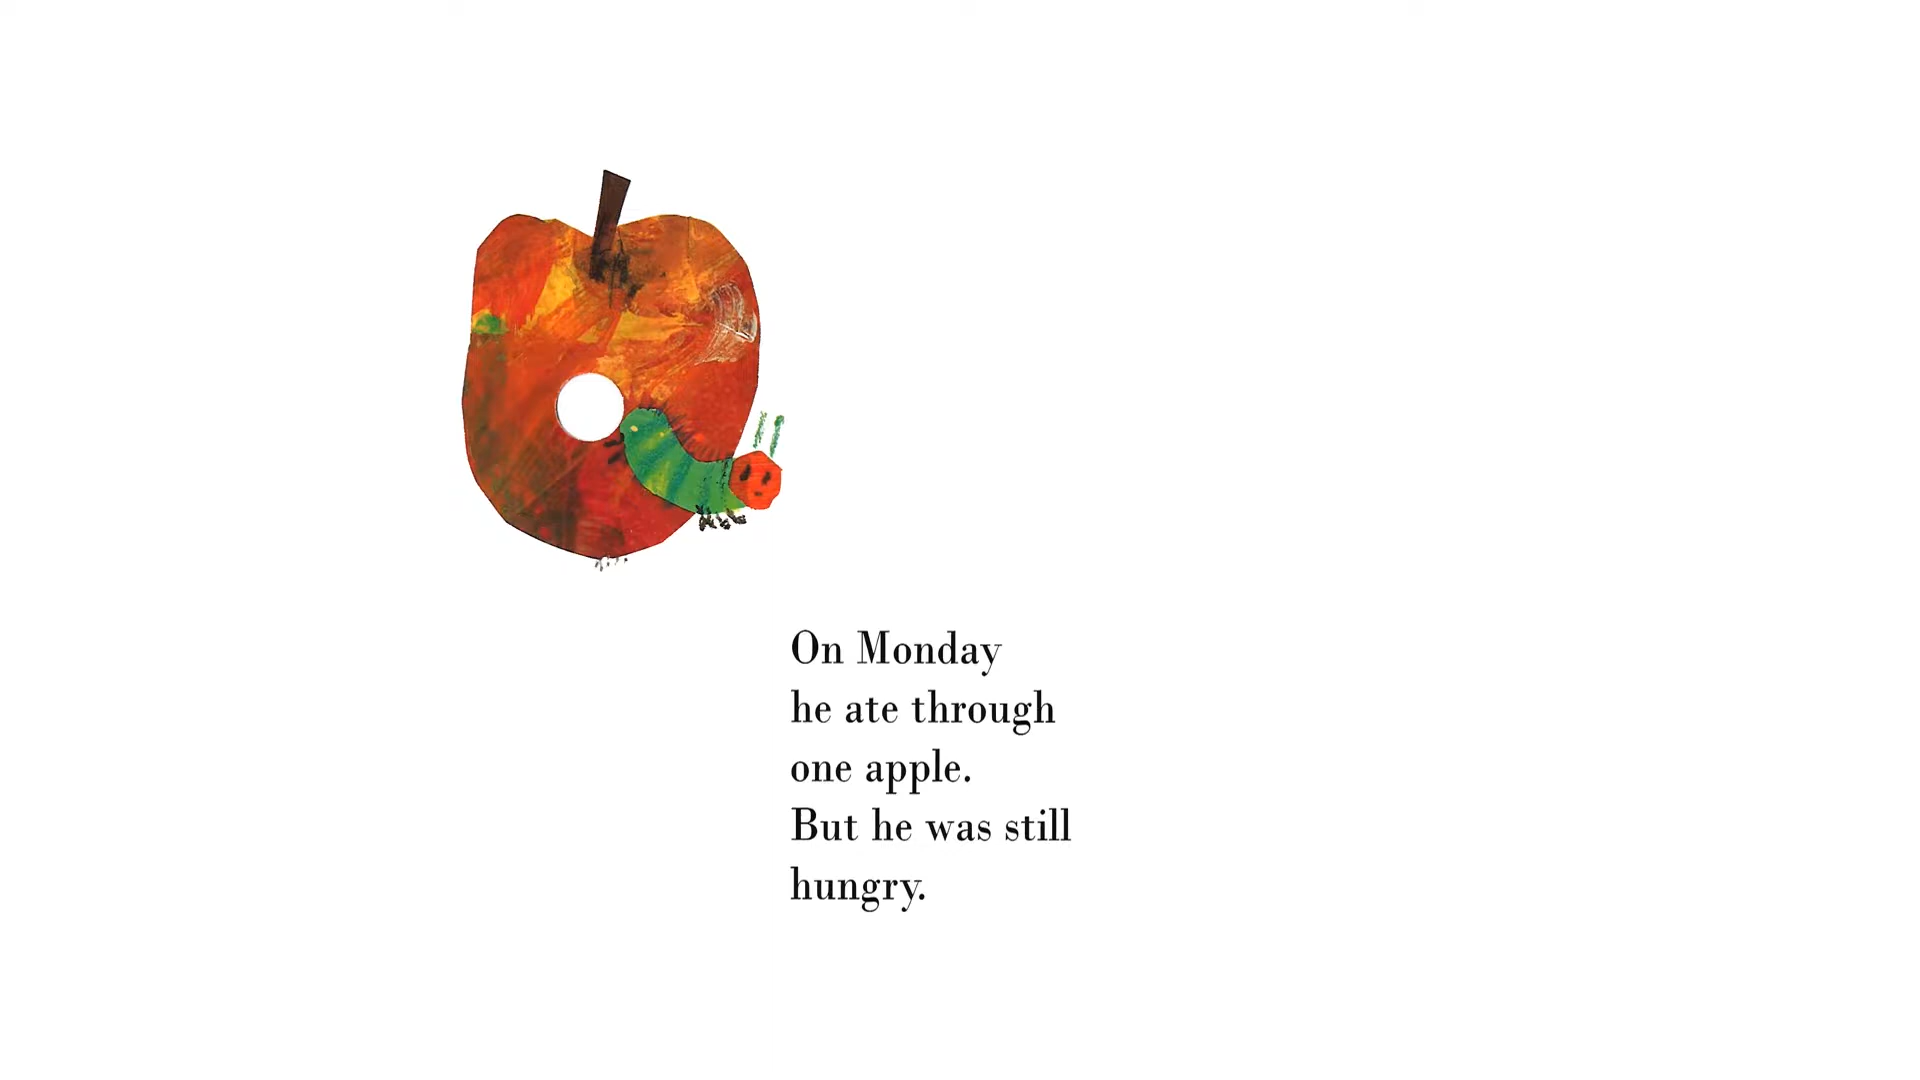 On Monday
he ate through
one apple.
But he was still
hungry.